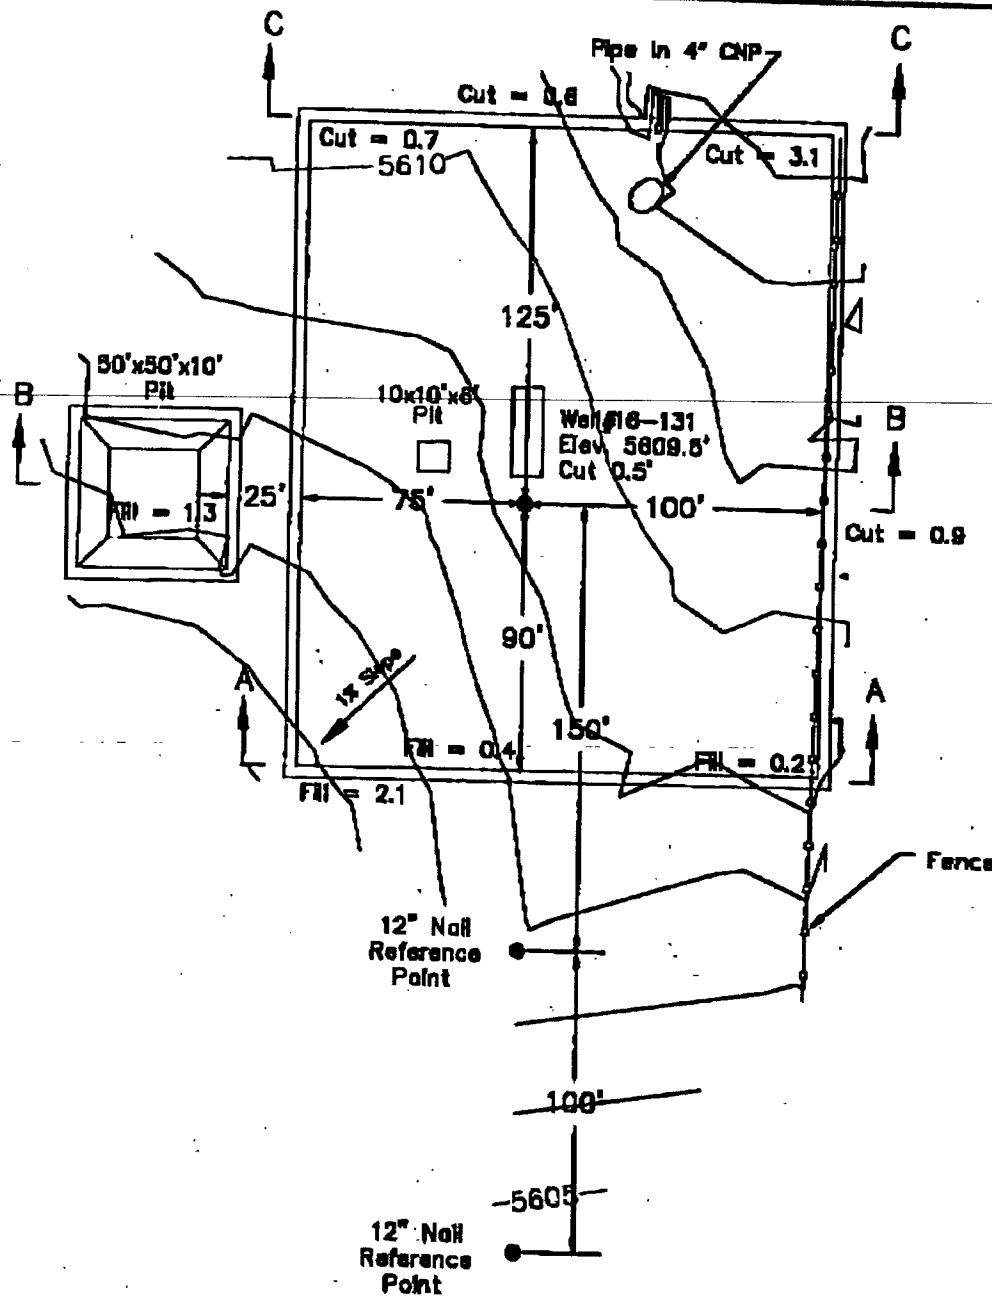 C
C
Pipe in 4" CNP
Cut = 0.6
Cut = 0.7
Cut = 3.1
5610
125'
50'x50'x10'
Pit
10x10'x6'
Pit
B
B
Well #16-131
Elev. 5609.5'
Cut 0.5'
25'
75'
100'
Fill = 1.3
Cut = 0.9
90'
1% Slope
A
A
150'
Fill = 0.4
Fill = 0.2
Fill = 2.1
Fence
12" Nail
Reference
Point
100'
5605
12" Nail
Reference
Point